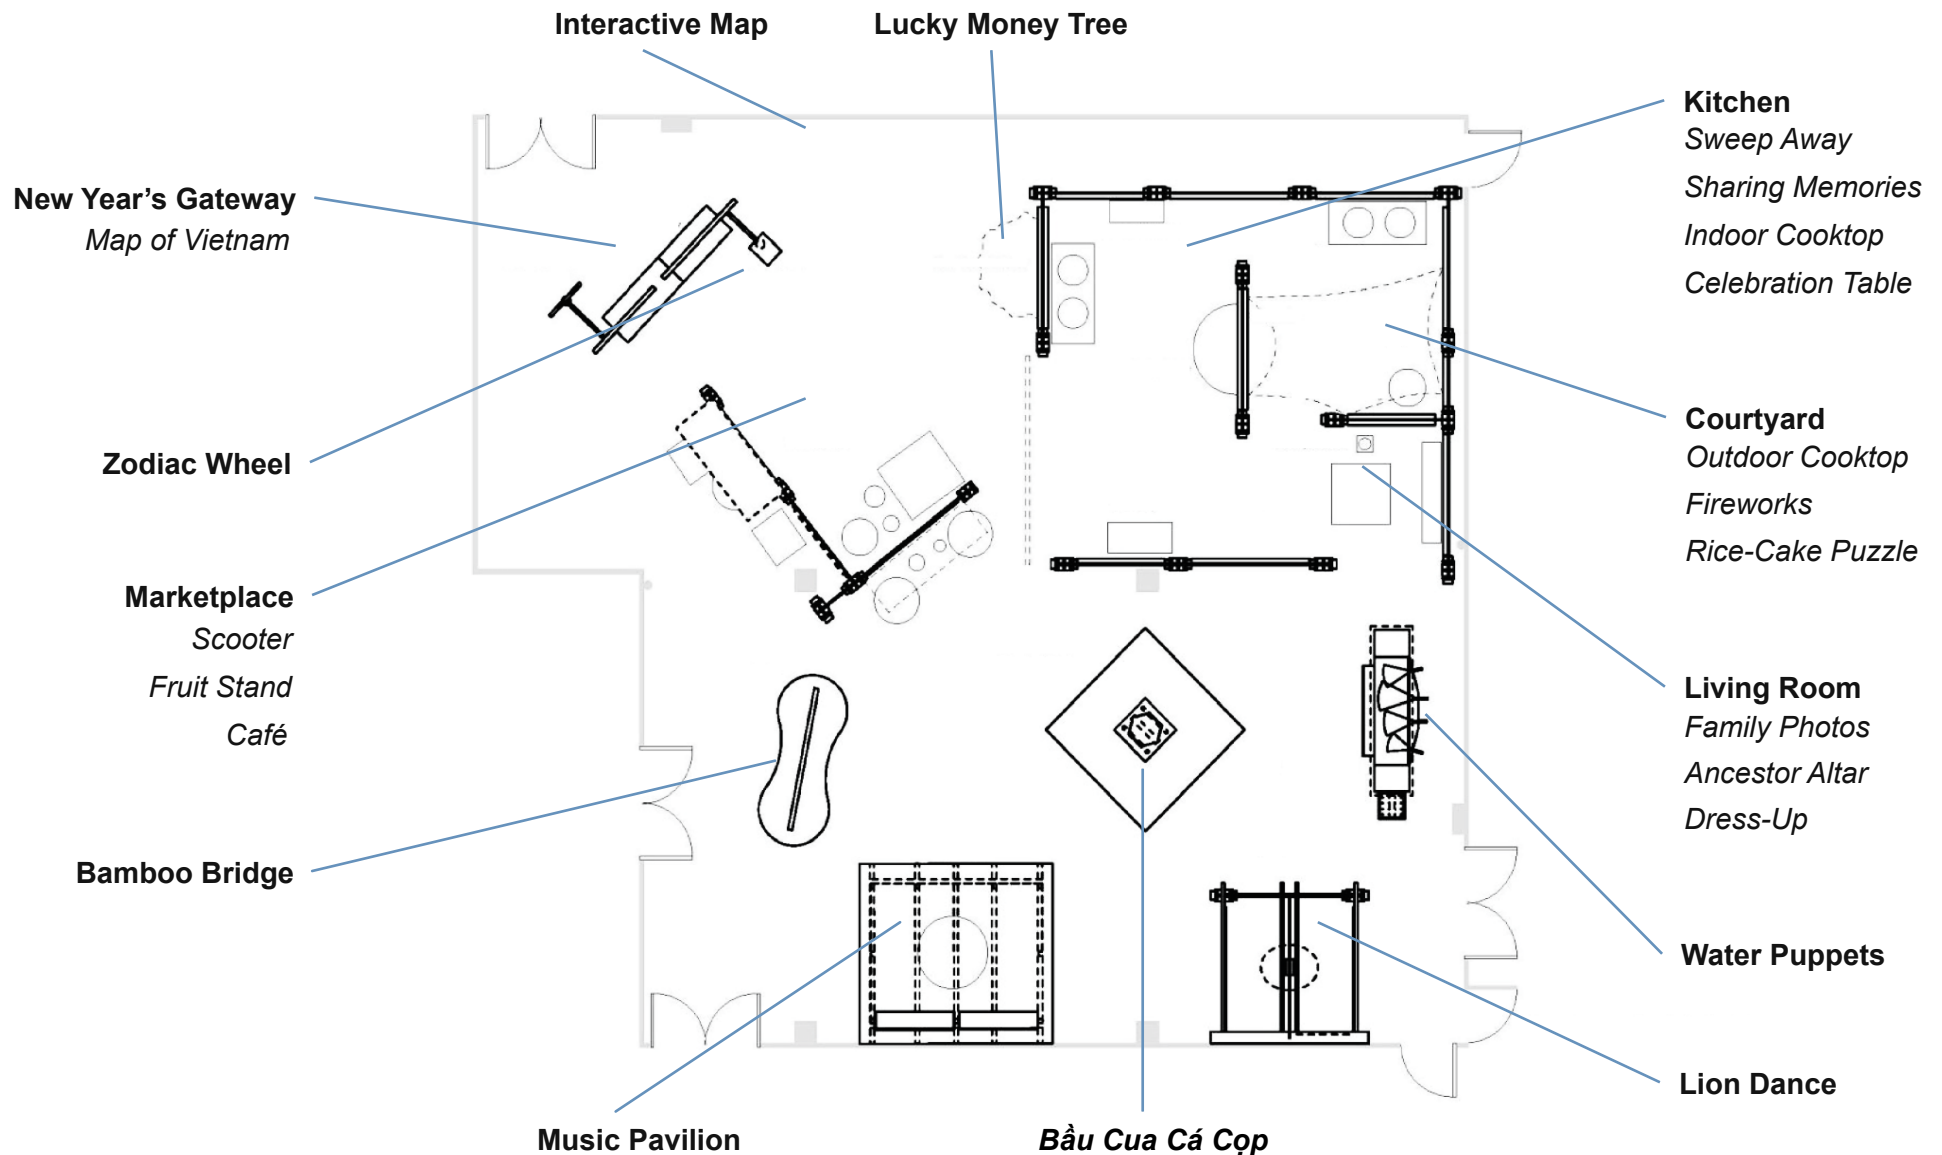 Interactive Map
Lucky Money Tree
Kitchen
Sweep Away
Sharing Memories
Indoor Cooktop
Celebration Table
New Year’s Gateway
Map of Vietnam
Courtyard
Outdoor Cooktop
Fireworks
Rice-Cake Puzzle
Zodiac Wheel
Marketplace
Scooter
Fruit Stand
Café
Living Room
Family Photos
Ancestor Altar
Dress-Up
Bamboo Bridge
Water Puppets
Lion Dance
Music Pavilion
Bầu Cua Cá Cọp